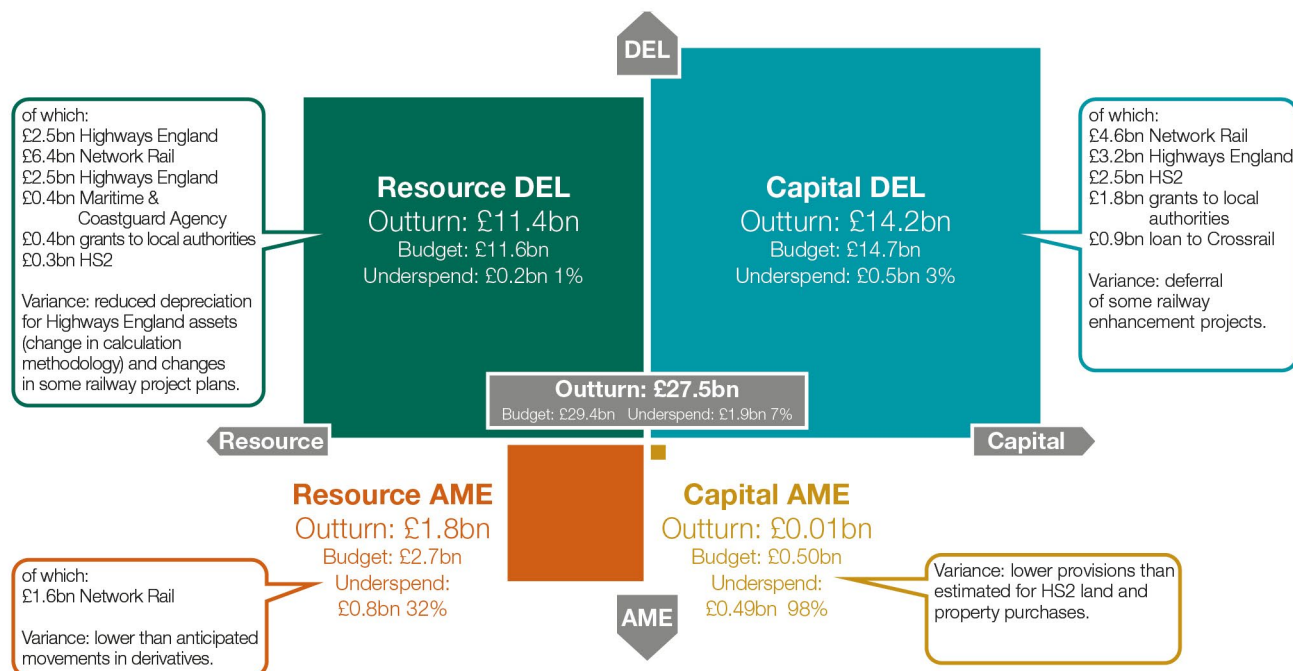 DEL
of which:
£2.5bn Highways England
£6.4bn Network Rail
£2.5bn Highways England
£0.4bn Maritime &
Coastguard Agency
£0.4bn grants to local authorities
£0.3bn HS2
Variance: reduced depreciation
for Highways England assets
(change in calculation
methodology) and changes
in some railway project plans.
Resource DEL
Outturn: £11.4bn
Budget: £11.6bn
Underspend: £0.2bn 1%
Capital DEL
Outturn: £14.2bn
Budget: £14.7bn
Underspend: £0.5bn 3%
of which:
£4.6bn Network Rail
£3.2bn Highways England
£2.5bn HS2
£1.8bn grants to local
authorities
£0.9bn loan to Crossrail
Variance: deferral
of some railway
enhancement projects.
Outturn: £27.5bn
Budget: £29.4bn Underspend: £1.9bn 7%
Resource
Capital
Resource AME
Outturn: £1.8bn
Budget: £2.7bn
Underspend:
£0.8bn 32%
Capital AME
Outturn: £0.01bn
Budget: £0.50bn
Underspend:
£0.49bn 98%
of which:
£1.6bn Network Rail
Variance: lower than anticipated
movements in derivatives.
Variance: lower provisions than
estimated for HS2 land and
property purchases.
AME